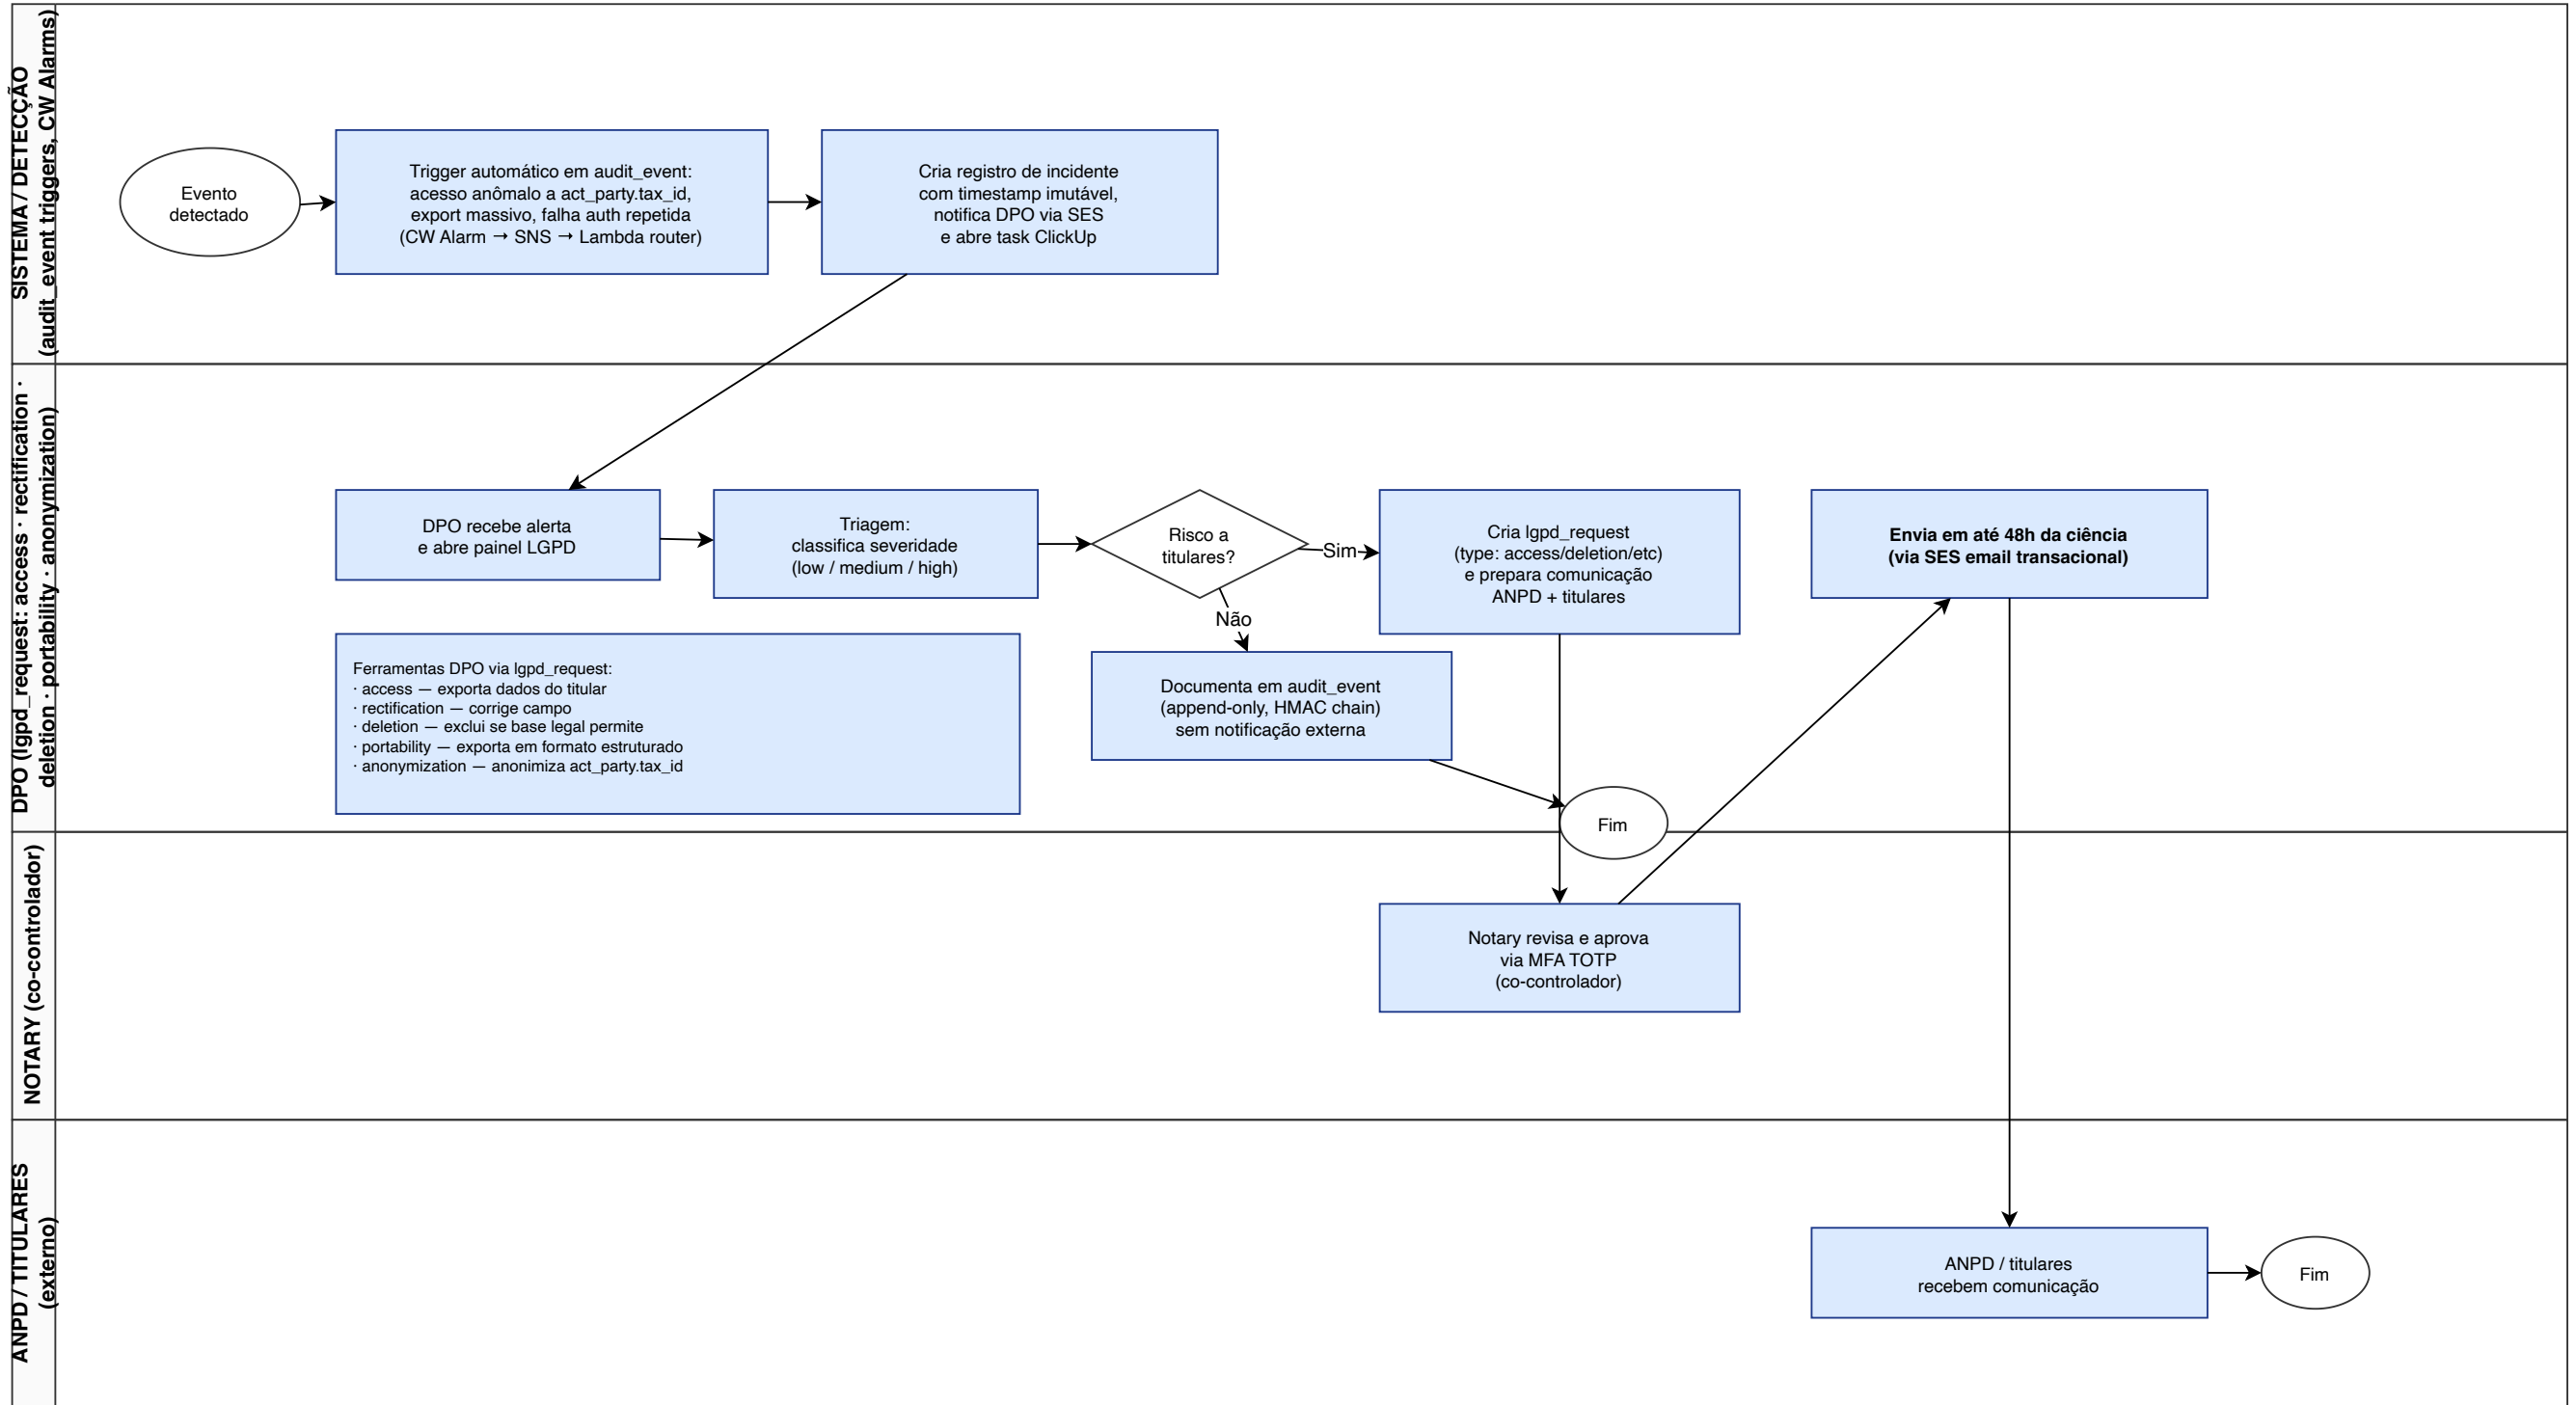 SISTEMA / DETECÇÃO
(audit_event triggers, CW Alarms)
Evento
detectado
Trigger automático em audit_event:
acesso anômalo a act_party.tax_id,
export massivo, falha auth repetida
(CW Alarm → SNS → Lambda router)
Cria registro de incidente
com timestamp imutável,
notifica DPO via SES
e abre task ClickUp
DPO (lgpd_request: access · rectification ·
deletion · portability · anonymization)
DPO recebe alerta
e abre painel LGPD
Triagem:
classifica severidade
(low / medium / high)
Risco a
titulares?
Sim
Não
Cria lgpd_request
(type: access/deletion/etc)
e prepara comunicação
ANPD + titulares
Envia em até 48h da ciência
(via SES email transacional)
Ferramentas DPO via lgpd_request:
· access — exporta dados do titular
· rectification — corrige campo
· deletion — exclui se base legal permite
· portability — exporta em formato estruturado
· anonymization — anonimiza act_party.tax_id
Documenta em audit_event
(append-only, HMAC chain)
sem notificação externa
Fim
NOTARY (co-controlador)
Notary revisa e aprova
via MFA TOTP
(co-controlador)
ANPD / TITULARES
(externo)
ANPD / titulares
recebem comunicação
Fim